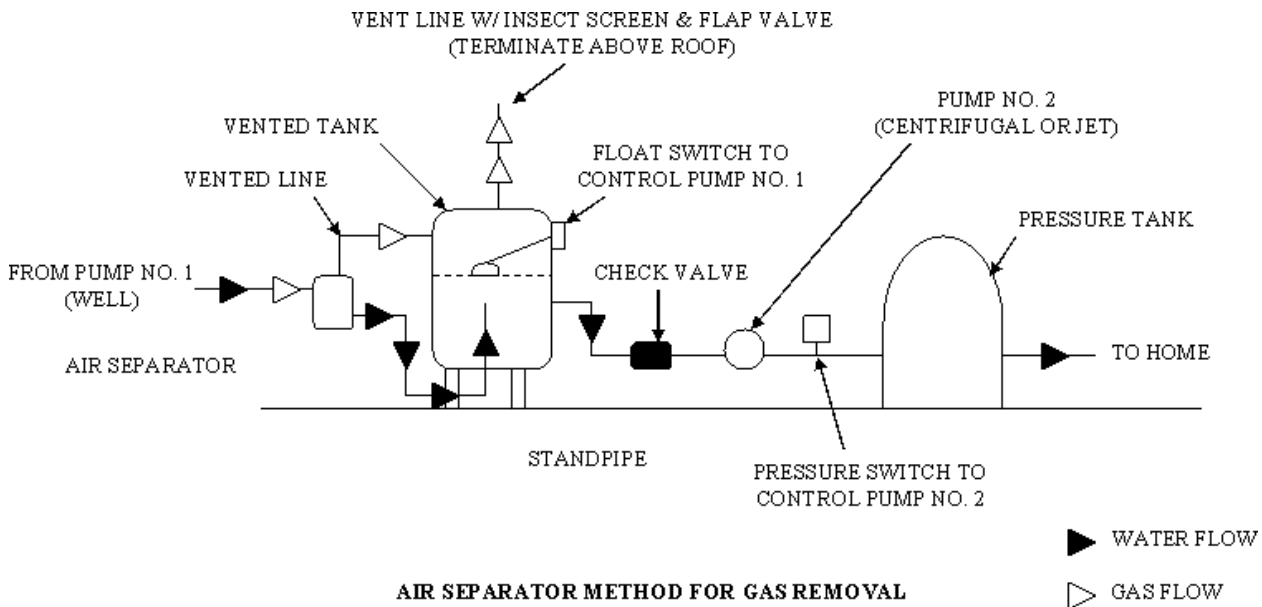 VENT LINE W/ INSECT SCREEN & FLAP VALVE
(TERMINATE ABOVE ROOF)
PUMP NO. 2
(CENTRIFUGAL OR JET)
VENTED TANK
FLOAT SWITCH TO
CONTROL PUMP NO. 1
VENTED LINE
PRESSURE TANK
FROM PUMP NO. 1
(WELL)
CHECK VALVE
AIR SEPARATOR
TO HOME
STANDPIPE
PRESSURE SWITCH TO
CONTROL PUMP NO. 2
WATER FLOW
GAS FLOW
AIR SEPARATOR METHOD FOR GAS REMOVAL